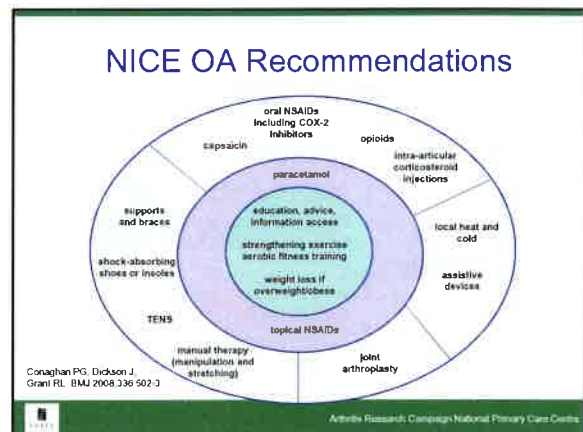 NICE OA Recommendations
oral NSAIDs
including COX-2
inhibitors
capsaicin
opioids
intra-articular
corticosteroid
injections
paracetamol
supports
and braces
education, advice,
information access
local heat and
cold
shock-absorbing
shoes or insoles
strengthening exercise
aerobic fitness training
assistive
devices
weight loss if
overweight/obese
TENS
topical NSAIDs
manual therapy
(manipulation and
stretching)
joint
arthroplasty
Conaghan PG, Dickson J,
Grant RL. BMJ 2008;336:502-3
Arthritis Research Campaign National Primary Care Centre